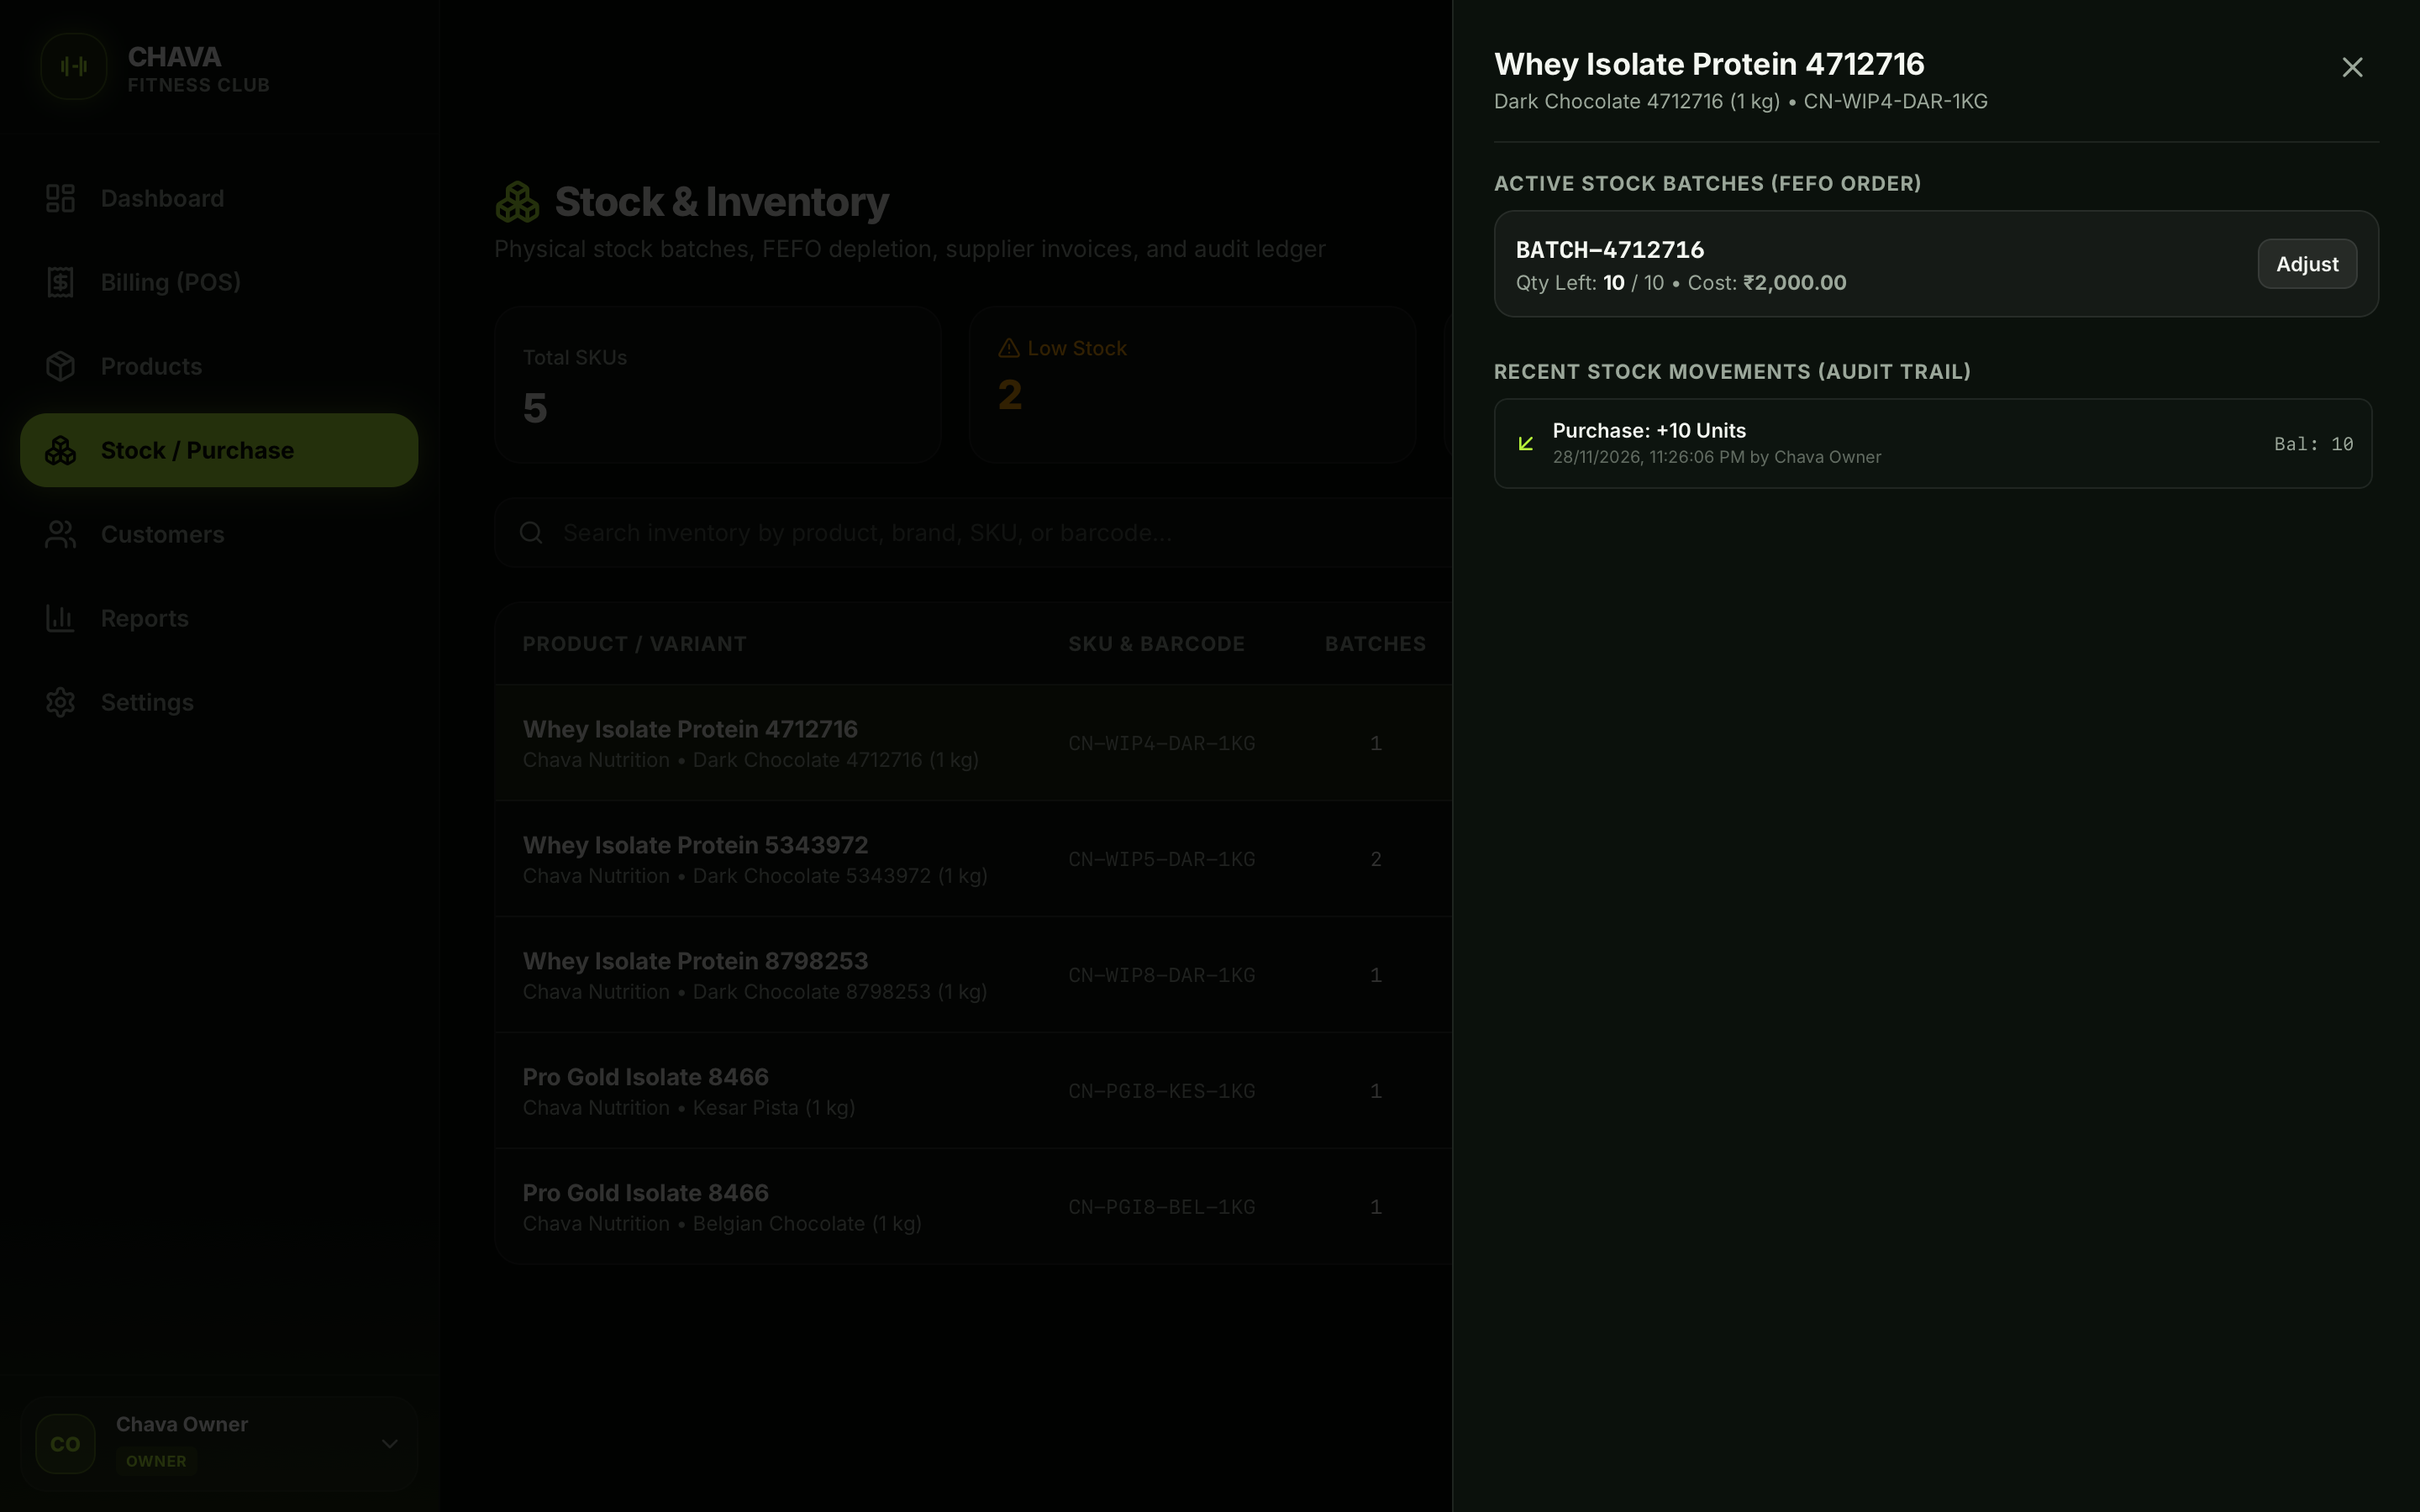 CHAVA
FITNESS CLUB
Dashboard
Billing (POS)
Products
Stock / Purchase
Customers
Reports
Settings
Chava Owner
CO
OWNER
Stock & Inventory
Physical stock batches, FEFO depletion, supplier invoices, and audit ledger
Total SKUs
5
Low Stock
2
Search inventory by product, brand, SKU, or barcode...
PRODUCT / VARIANT SKU & BARCODE BATCHES
Whey Isolate Protein 4712716
Chava Nutrition • Dark Chocolate 4712716 (1 kg)
CN-WIP4-DAR-1KG 1
Whey Isolate Protein 5343972
Chava Nutrition • Dark Chocolate 5343972 (1 kg)
CN-WIP5-DAR-1KG 2
Whey Isolate Protein 8798253
Chava Nutrition • Dark Chocolate 8798253 (1 kg)
CN-WIP8-DAR-1KG 1
Pro Gold Isolate 8466
Chava Nutrition • Kesar Pista (1 kg)
CN-PGI8-KES-1KG 1
Pro Gold Isolate 8466
Chava Nutrition • Belgian Chocolate (1 kg)
CN-PGI8-BEL-1KG 1
Whey Isolate Protein 4712716
Dark Chocolate 4712716 (1 kg) • CN-WIP4-DAR-1KG
ACTIVE STOCK BATCHES (FEFO ORDER)
BATCH-4712716
Qty Left: 10 / 10 • Cost: ₹2,000.00
Adjust
RECENT STOCK MOVEMENTS (AUDIT TRAIL)
Purchase: +10 Units
28/11/2026, 11:26:06 PM by Chava Owner
Bal: 10